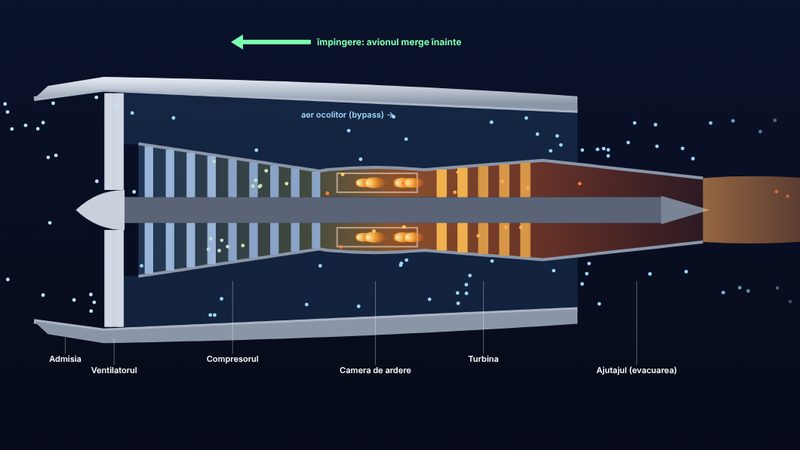 împingere: avionul merge înainte
aer ocolitor (bypass) →
Admisia
Ventilatorul
Compresorul
Camera de ardere
Turbina
Ajutajul (evacuarea)